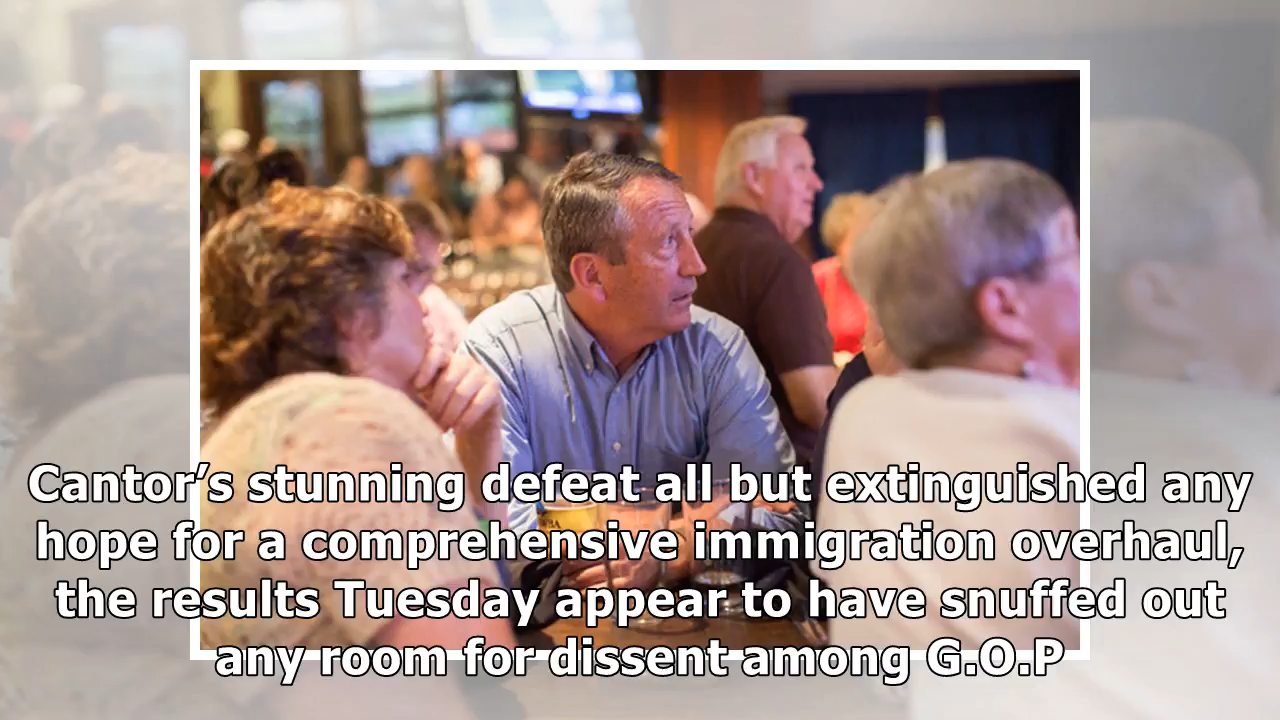 Cantor’s stunning defeat all but extinguished any
hope for a comprehensive immigration overhaul,
the results Tuesday appear to have snuffed out
any room for dissent among G.O.P